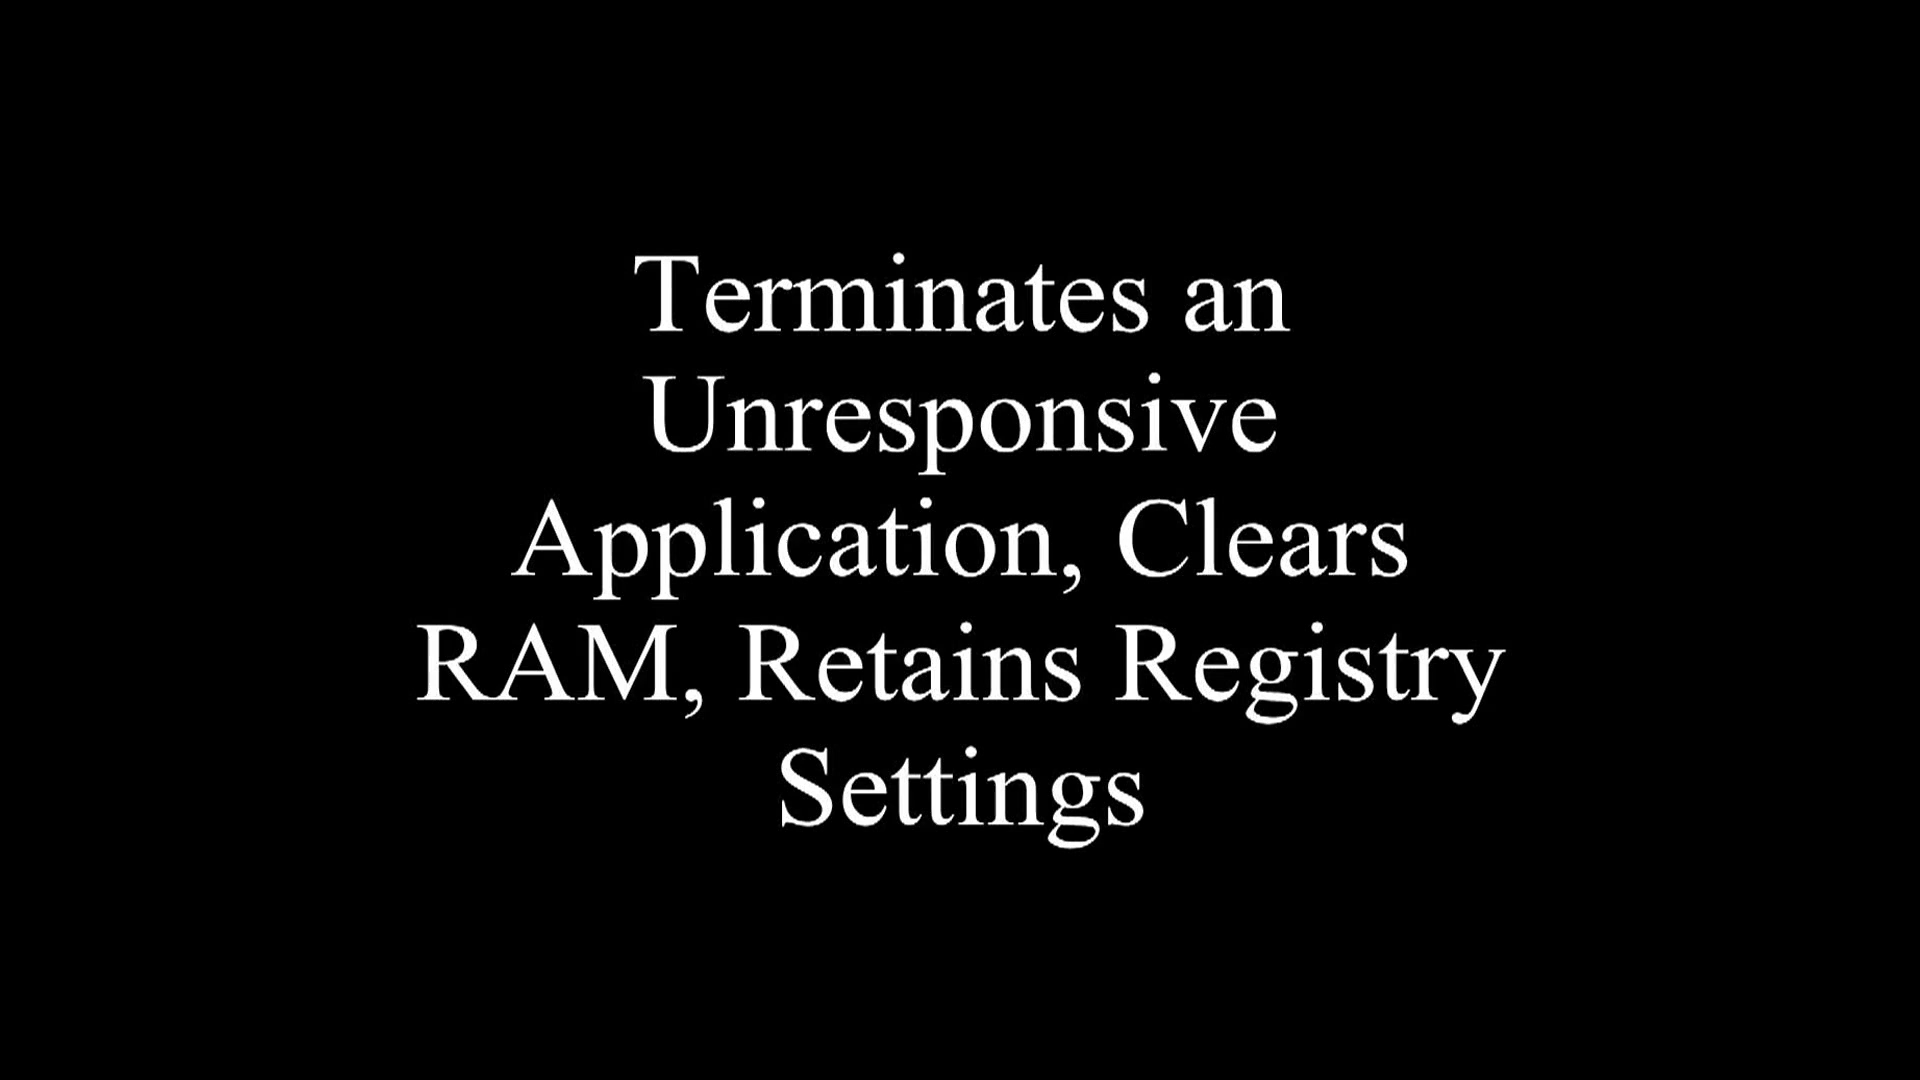 Terminates an
Unresponsive
Application, Clears
RAM, Retains Registry
Settings